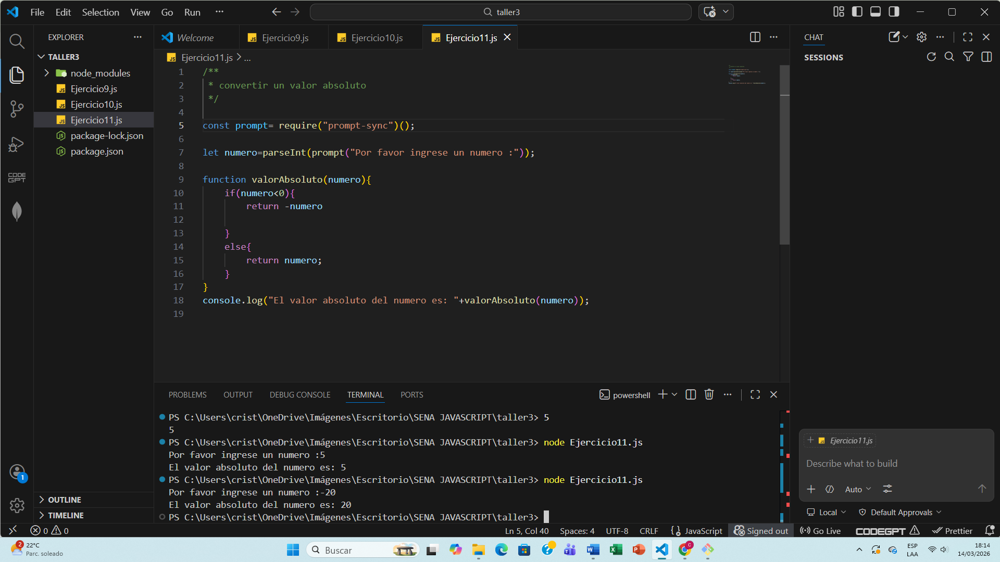 File Edit Selection View Go Run ··· taller3
EXPLORER ···
TALLER3
node_modules
Ejercicio9.js
Ejercicio10.js
Ejercicio11.js
package-lock.json
package.json
CODE
GPT
1
OUTLINE
TIMELINE
Welcome Ejercicio9.js Ejercicio10.js Ejercicio11.js
Ejercicio11.js > ...
1 /**
2 * convertir un valor absoluto
3 */
4
5 const prompt= require("prompt-sync")();
6
7 let numero=parseInt(prompt("Por favor ingrese un numero :"));
8
9 function valorAbsoluto(numero){
10 if(numero<0){
11 return -numero
12
13 }
14 else{
15 return numero;
16 }
17 }
18 console.log("El valor absoluto del numero es: "+valorAbsoluto(numero));
19
PROBLEMS OUTPUT DEBUG CONSOLE TERMINAL PORTS powershell
PS C:\Users\crist\OneDrive\Imágenes\Escritorio\SENA JAVASCRIPT\taller3> 5
5
PS C:\Users\crist\OneDrive\Imágenes\Escritorio\SENA JAVASCRIPT\taller3> node Ejercicio11.js
Por favor ingrese un numero :5
El valor absoluto del numero es: 5
PS C:\Users\crist\OneDrive\Imágenes\Escritorio\SENA JAVASCRIPT\taller3> node Ejercicio11.js
Por favor ingrese un numero :-20
El valor absoluto del numero es: 20
PS C:\Users\crist\OneDrive\Imágenes\Escritorio\SENA JAVASCRIPT\taller3>
CHAT
SESSIONS
Ejercicio11.js
Describe what to build
Auto
Local Default Approvals
0 0 Ln 5, Col 40 Spaces: 4 UTF-8 CRLF {} JavaScript Signed out Go Live CODEGPT Prettier
2
22°C
Parc. soleado
Buscar
C
ESP
LAA
18:14
14/03/2026